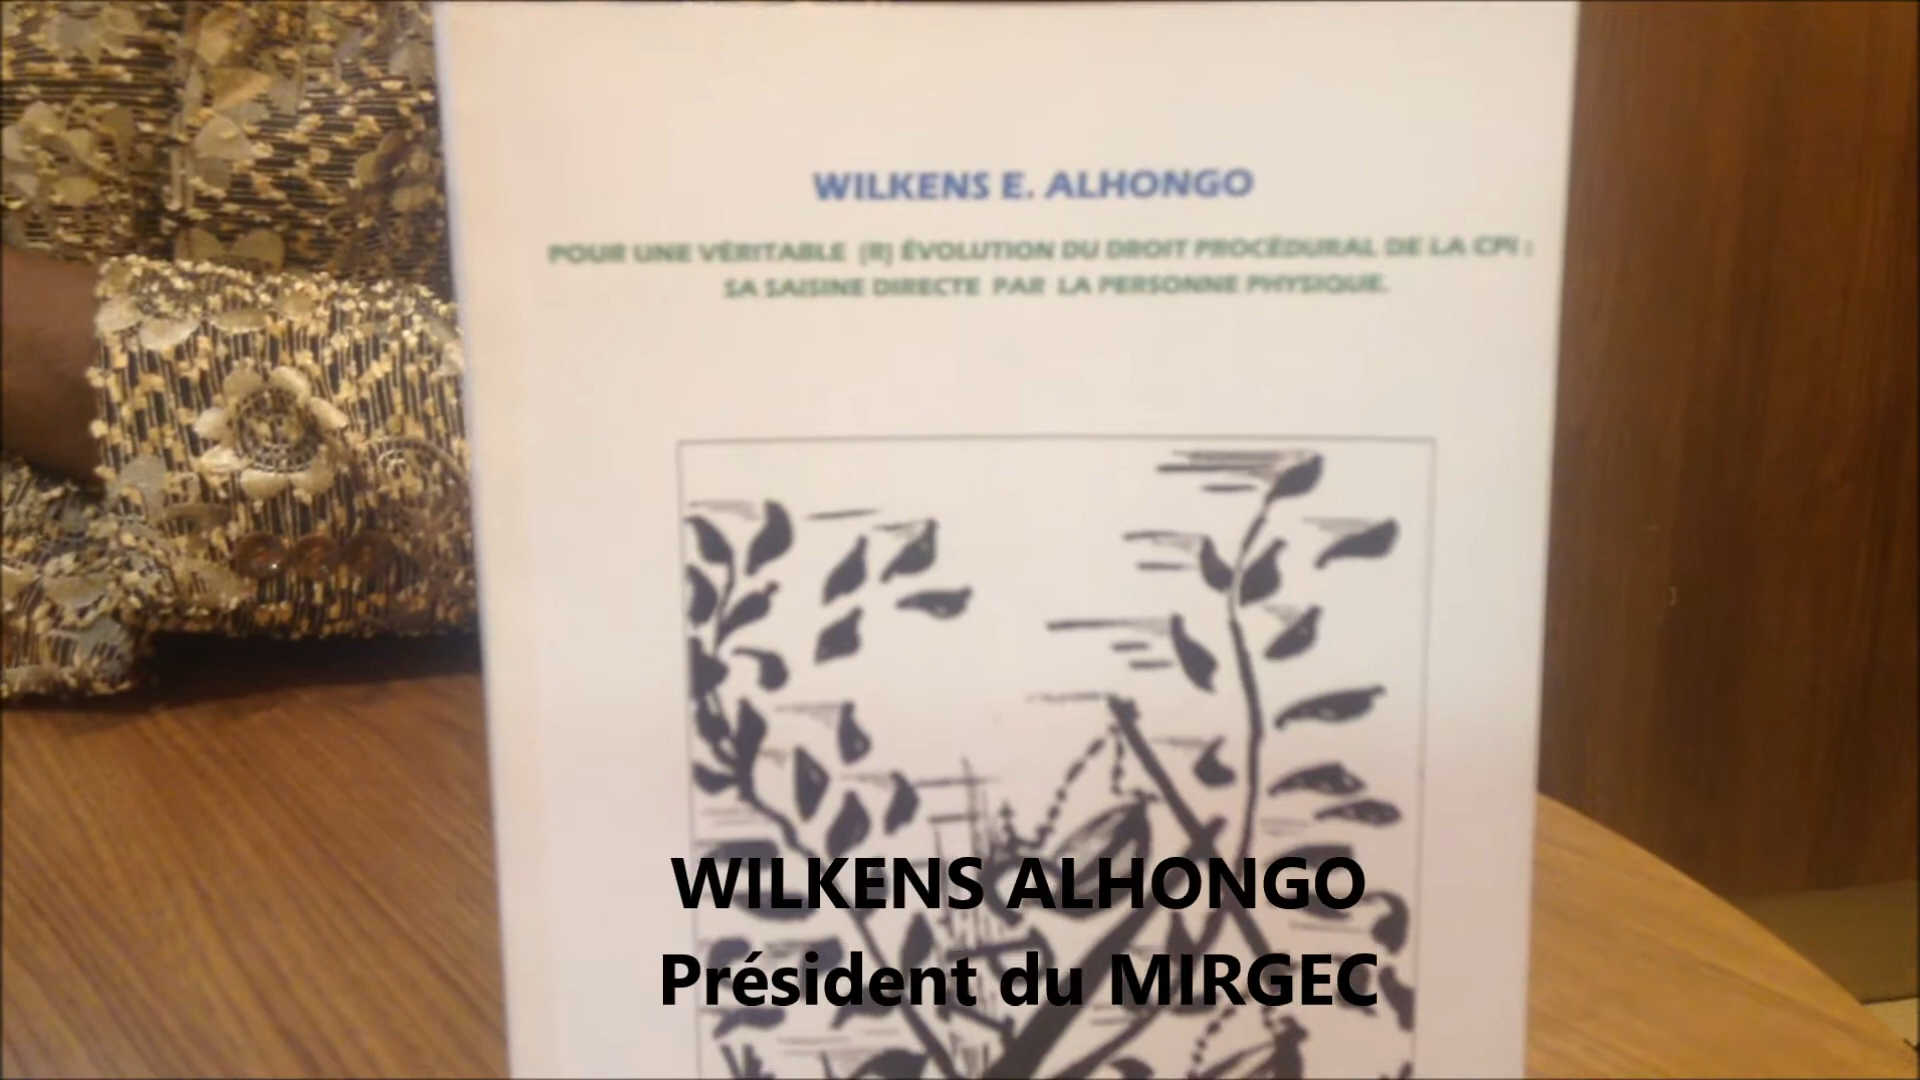 WILKENS E. ALHONGO
POUR UNE VÉRITABLE (R) ÉVOLUTION DU DROIT PROCÉDURAL DE LA CPI :
SA SAISINE DIRECTE PAR LA PERSONNE PHYSIQUE.
WILKENS ALHONGO
Président du MIRGEC